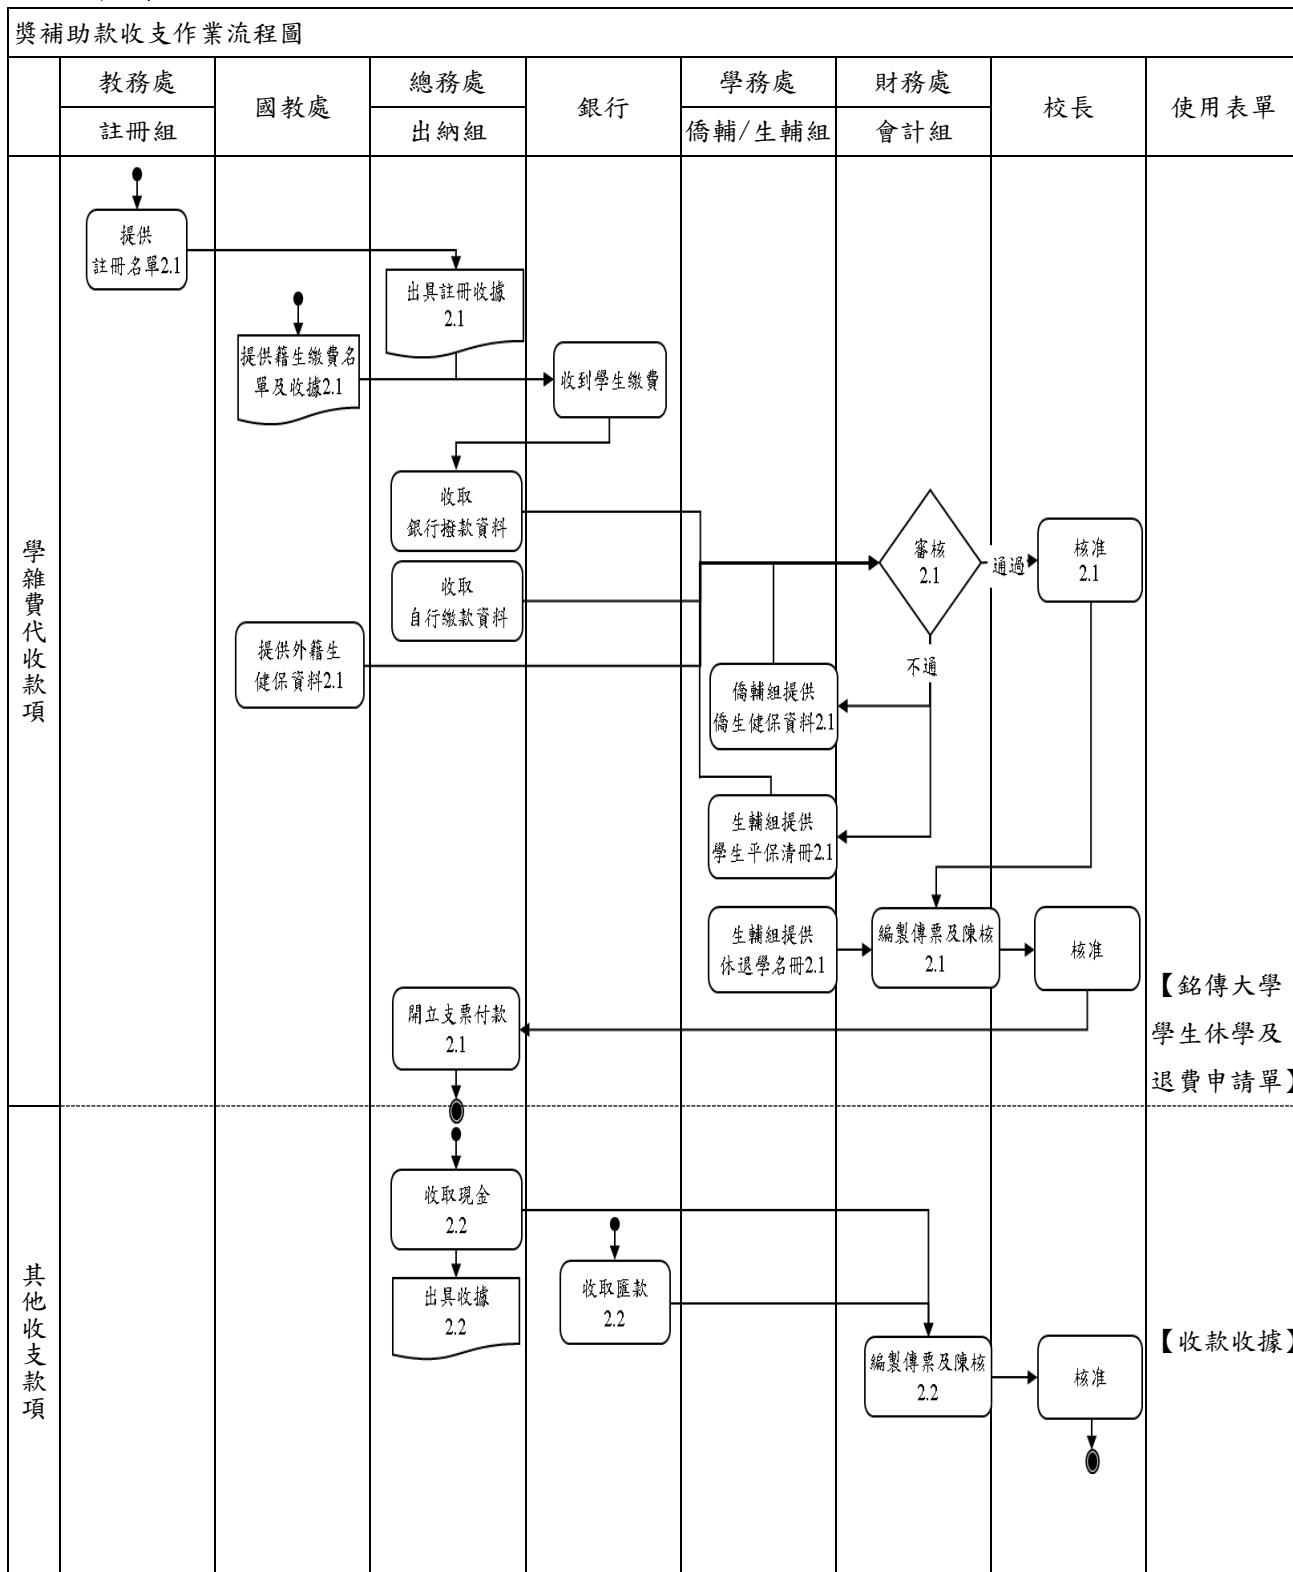 獎補助款收支作業流程圖
教務處
註冊組
國教處
總務處
出納組
銀行
學務處
僑輔/生輔組
財務處
會計組
校長
使用表單
學雜費代收款項
提供
註冊名單2.1
出具註冊收據
2.1
提供籍生繳費名
單及收據2.1
收到學生繳費
收取
銀行撥款資料
收取
自行繳款資料
提供外籍生
健保資料2.1
審核
2.1
通過
核准
2.1
不通
僑輔組提供
僑生健保資料2.1
生輔組提供
學生平保清冊2.1
生輔組提供
休退學名冊2.1
編製傳票及陳核
2.1
核准
開立支票付款
2.1
【銘傳大學
學生休學及
退費申請單】
其他收支款項
收取現金
2.2
出具收據
2.2
收取匯款
2.2
編製傳票及陳核
2.2
核准
【收款收據】